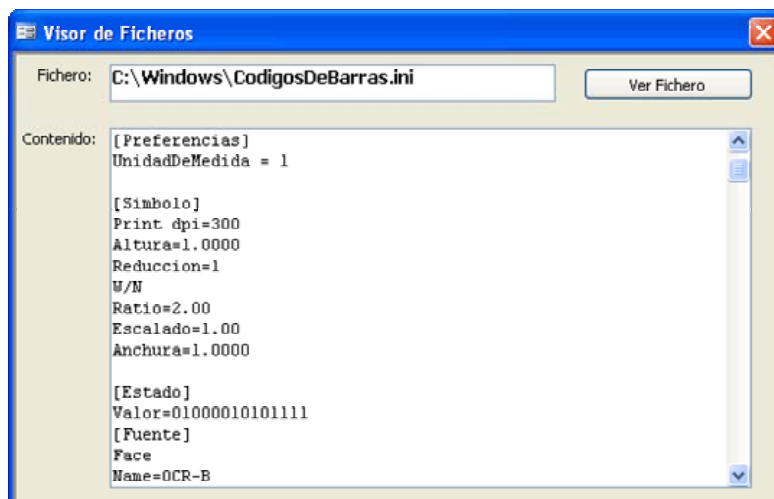 Visor de Ficheros
Fichero: C:\Windows\CodigosDeBarras.ini Ver Fichero
Contenido: [Preferencias]
UnidadDeMedida = 1
[Simbolo]
Print dpi=300
Altura=1.0000
Reduccion=1
W/N
Ratio=2.00
Escalado=1.00
Anchura=1.0000
[Estado]
Valor=01000010101111
[Fuente]
Face
Name=OCR-B